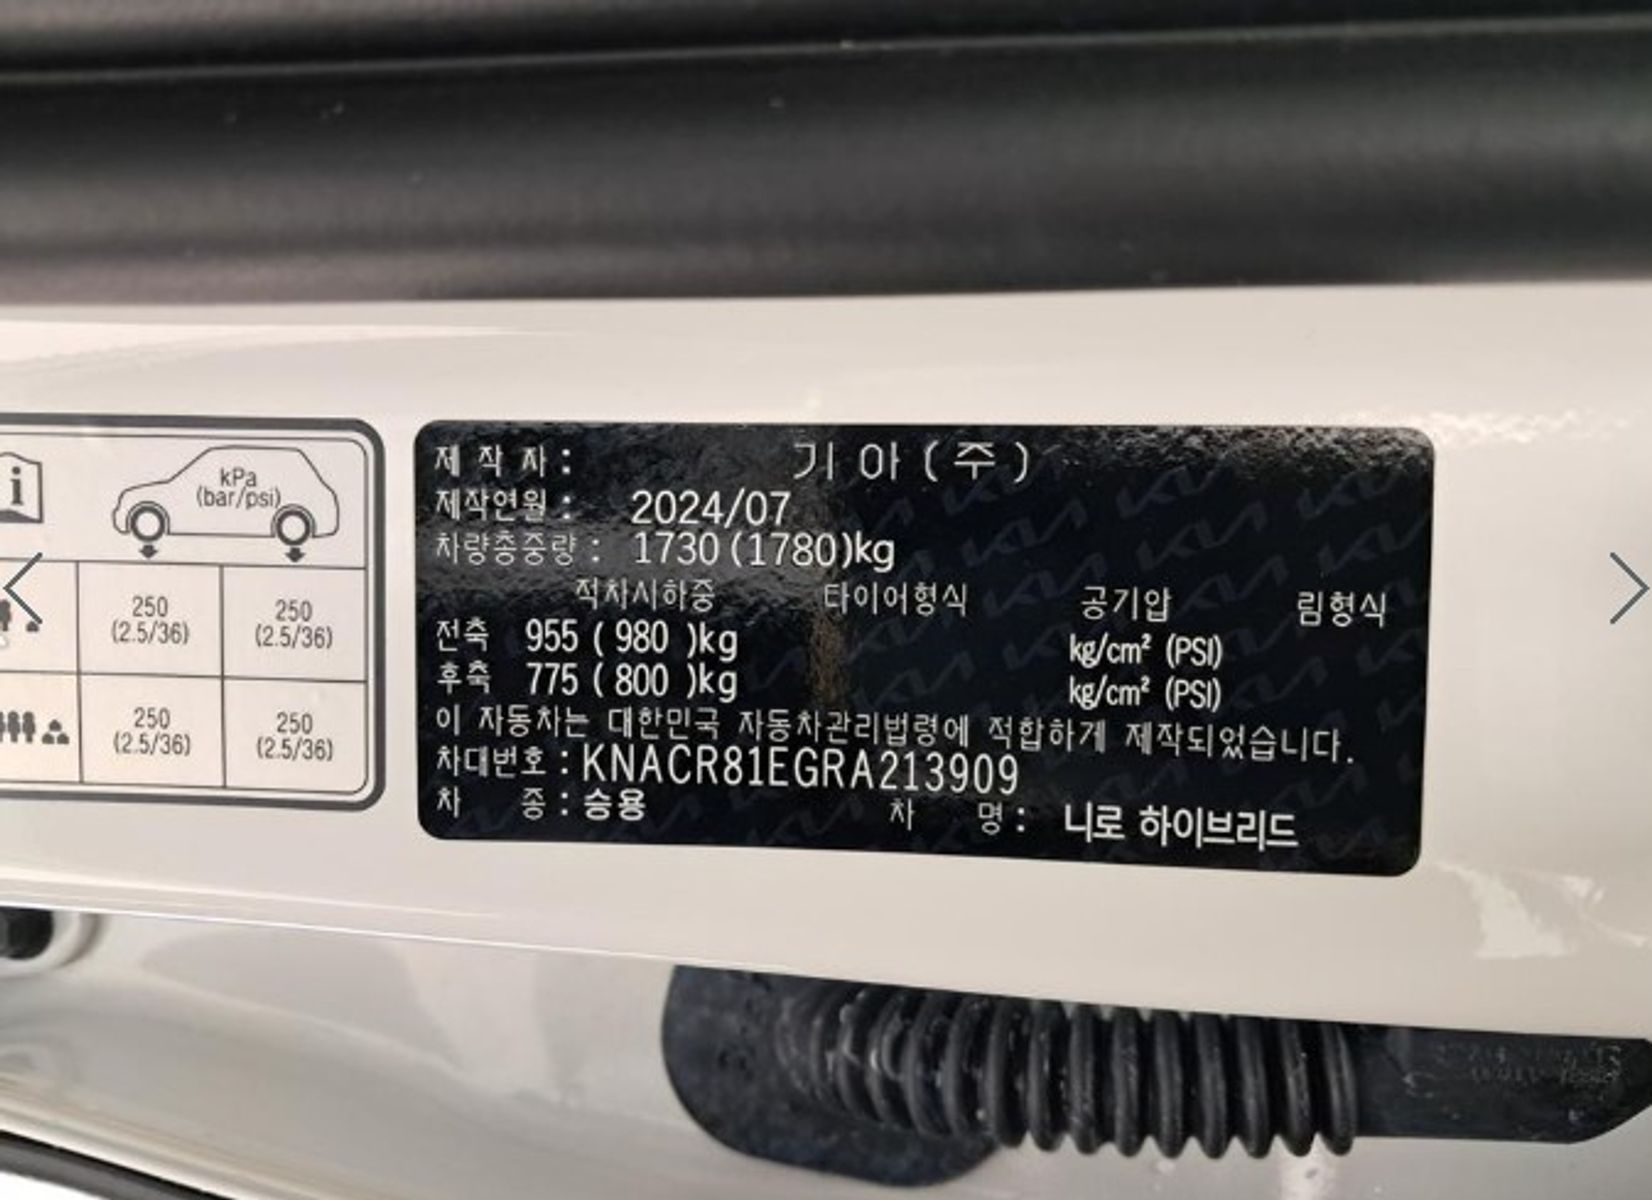 kPa
(bar/psi)
250
(2.5/36)
250
(2.5/36)
250
(2.5/36)
250
(2.5/36)
제 작 자 : 기 아 ( 주 )
제작연월 : 2024/07
차량총중량 : 1730 (1780)kg
적차시하중 타이어형식 공기압 림형식
전축 955 ( 980 )kg kg/cm² (PSI)
후축 775 ( 800 )kg kg/cm² (PSI)
이 자동차는 대한민국 자동차관리법령에 적합하게 제작되었습니다.
차대번호 : KNACR81EGRA213909
차 종 : 승용 차 명 : 니로 하이브리드